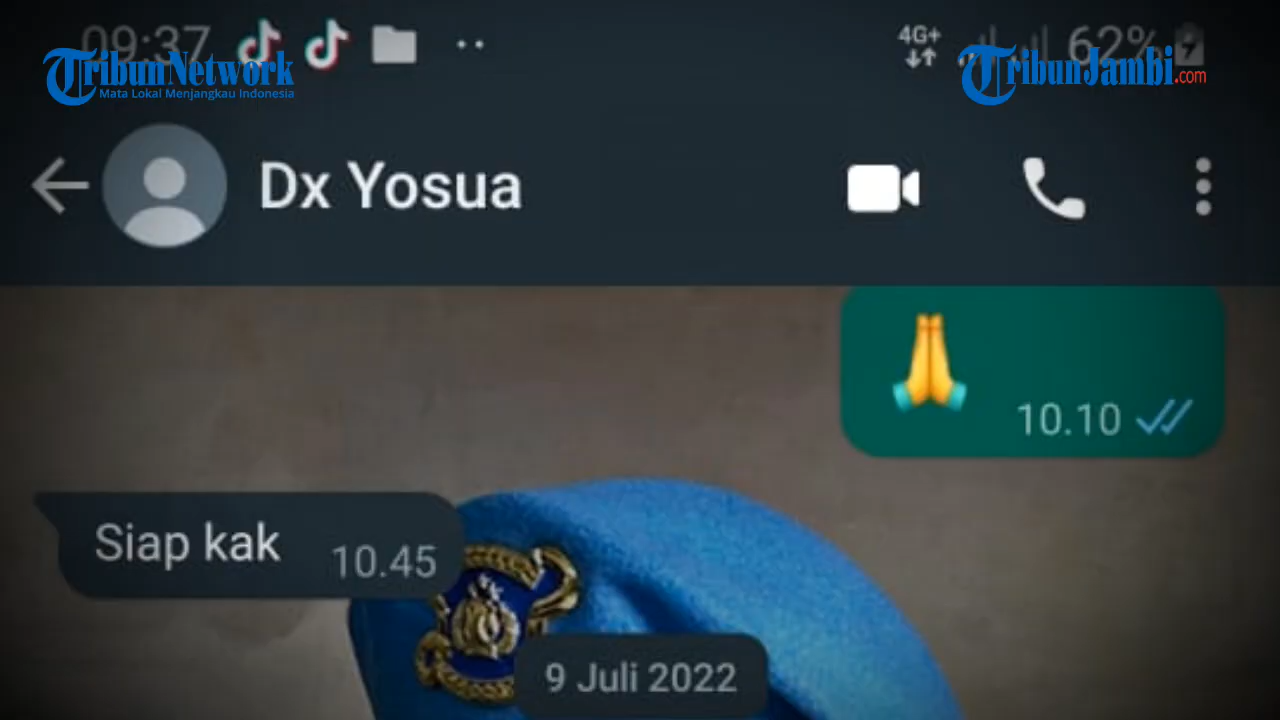 09:37
4G+
62%
TribunNetwork
Mata Lokal Menjangkau Indonesia
TribunJambi.com
Dx Yosua
10.10
Siap kak
10.45
9 Juli 2022